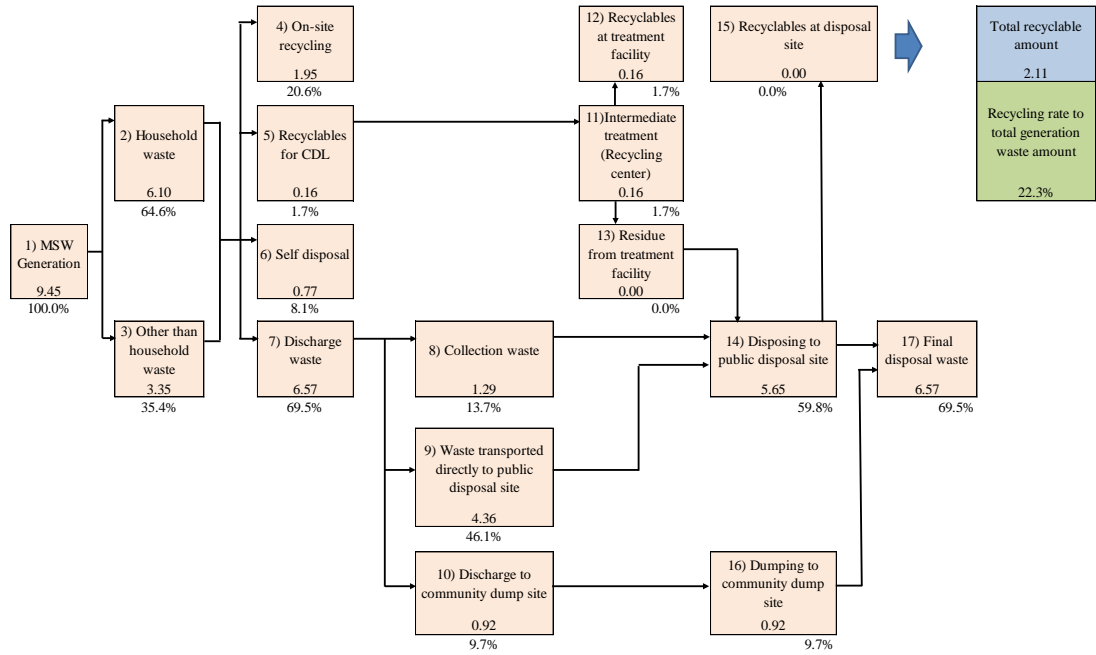 1) MSW
Generation
9.45
100.0%
2) Household
waste
6.10
64.6%
3) Other than
household
waste
3.35
35.4%
4) On-site
recycling
1.95
20.6%
5) Recyclables
for CDL
0.16
1.7%
6) Self disposal
0.77
8.1%
7) Discharge
waste
6.57
69.5%
8) Collection waste
1.29
13.7%
9) Waste transported
directly to public
disposal site
4.36
46.1%
10) Discharge to
community dump site
0.92
9.7%
12) Recyclables
at treatment
facility
0.16
1.7%
11)Intermediate
treatment
(Recycling
center)
0.16
1.7%
13) Residue
from treatment
facility
0.00
0.0%
15) Recyclables at disposal
site
0.00
0.0%
14) Disposing to
public disposal site
5.65
59.8%
16) Dumping to
community dump
site
0.92
9.7%
17) Final
disposal waste
6.57
69.5%
Total recyclable
amount
2.11
Recycling rate to
total generation
waste amount
22.3%